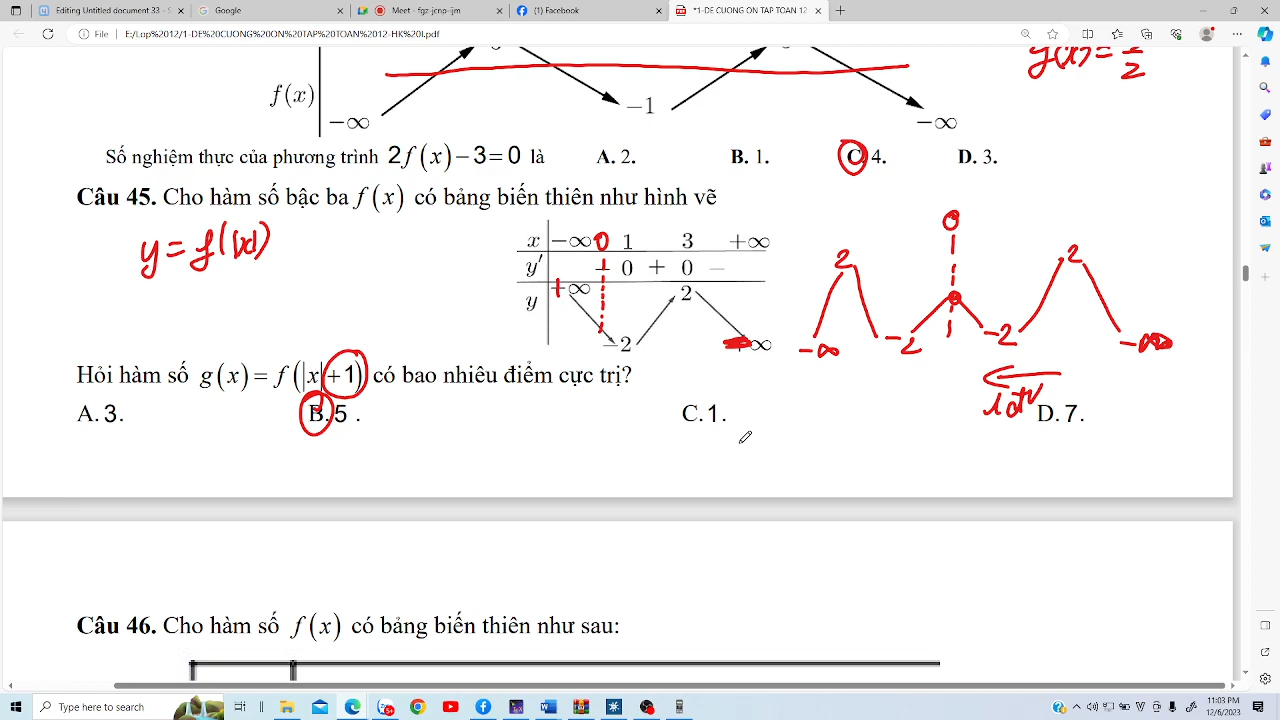 Editing Untitled document 33 - S
Google
Meet - fgz-jcnp-ijm
(1) Facebook
*1-DE CUONG ON TAP TOAN 12-
File
E:/Lop%2012/1-DE%20CUONG%20ON%20TAP%20TOAN%2012-HK%20I.pdf
f(x)
−∞ −1 −∞
Số nghiệm thực của phương trình 2f(x)−3=0 là A. 2. B. 1. C. 4. D. 3.
Câu 45. Cho hàm số bậc ba f(x) có bảng biến thiên như hình vẽ
y = f(|x|)
x −∞ 0 1 3 +∞
y′ − 0 + 0 −
y +∞ −2 2 −∞
0
−∞ 2 −2 −2 2 −∞
Hỏi hàm số g(x) = f(|x|+1) có bao nhiêu điểm cực trị?
1đv
A. 3. B. 5 . C. 1. D. 7.
Câu 46. Cho hàm số f(x) có bảng biến thiên như sau:
Type here to search
11:03 PM
12/6/2023